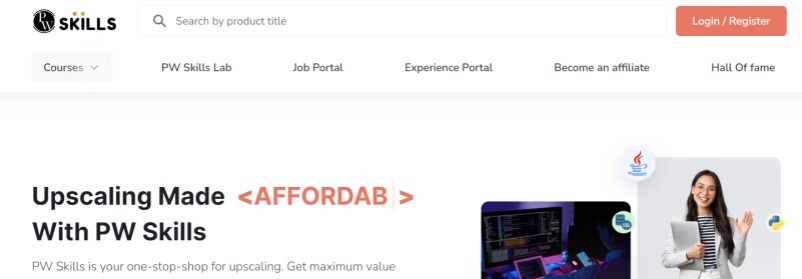 PW SKILLS
Search by product title
Login / Register
Courses
PW Skills Lab
Job Portal
Experience Portal
Become an affiliate
Hall Of fame
Upscaling Made <AFFORDAB >
With PW Skills
PW Skills is your one-stop-shop for upscaling. Get maximum value